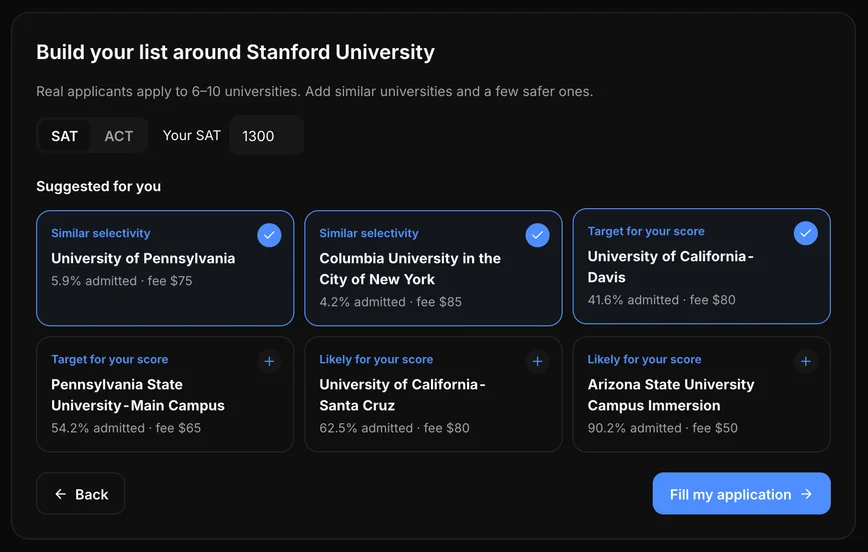 Build your list around Stanford University
Real applicants apply to 6–10 universities. Add similar universities and a few safer ones.
SAT ACT Your SAT 1300
Suggested for you
Similar selectivity
University of Pennsylvania
5.9% admitted · fee $75
Similar selectivity
Columbia University in the
City of New York
4.2% admitted · fee $85
Target for your score
University of California-
Davis
41.6% admitted · fee $80
Target for your score
Pennsylvania State
University-Main Campus
54.2% admitted · fee $65
Likely for your score
University of California-
Santa Cruz
62.5% admitted · fee $80
Likely for your score
Arizona State University
Campus Immersion
90.2% admitted · fee $50
← Back
Fill my application →